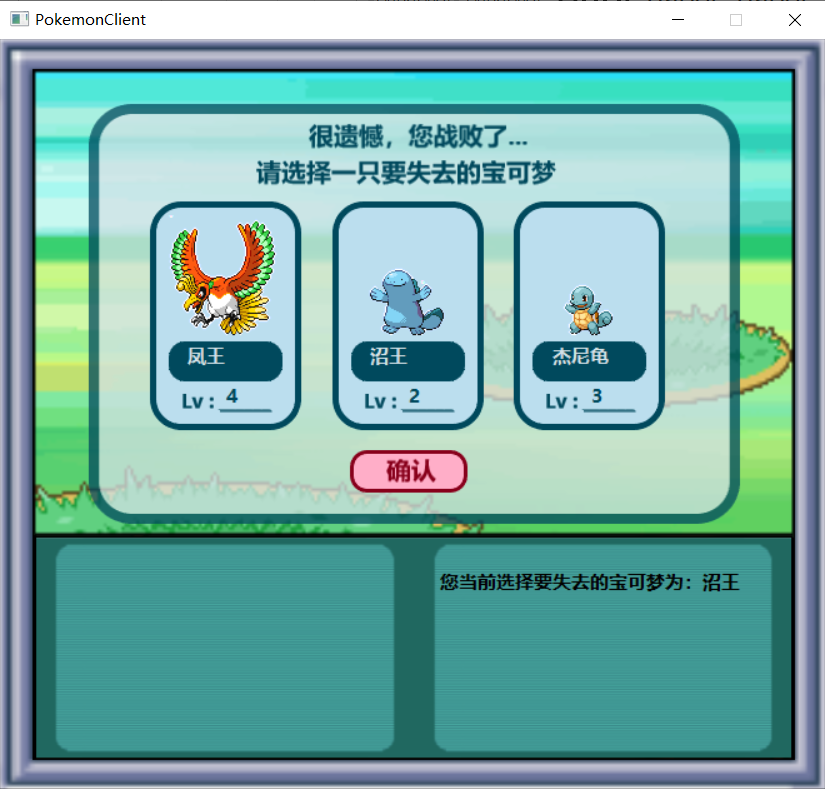 PokemonClient
很遗憾，您战败了...
请选择一只要失去的宝可梦
凤王
沼王
杰尼龟
Lv : 4
Lv : 2
Lv : 3
确认
您当前选择要失去的宝可梦为：沼王